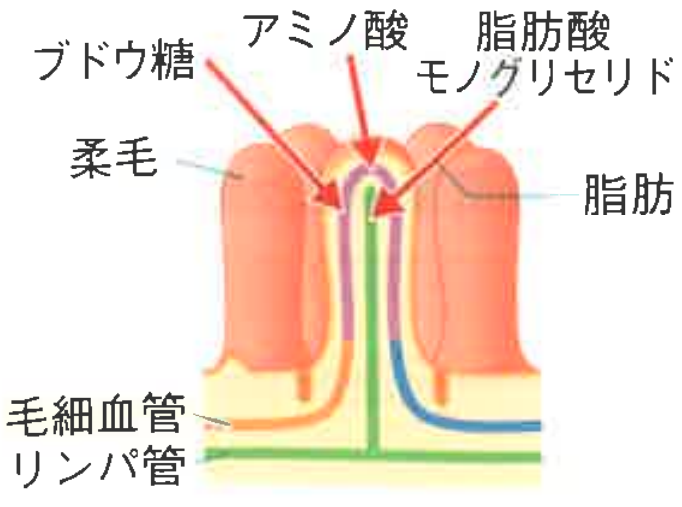 アミノ酸
脂肪酸
ブドウ糖
モノグリセリド
柔毛
脂肪
毛細血管
リンパ管